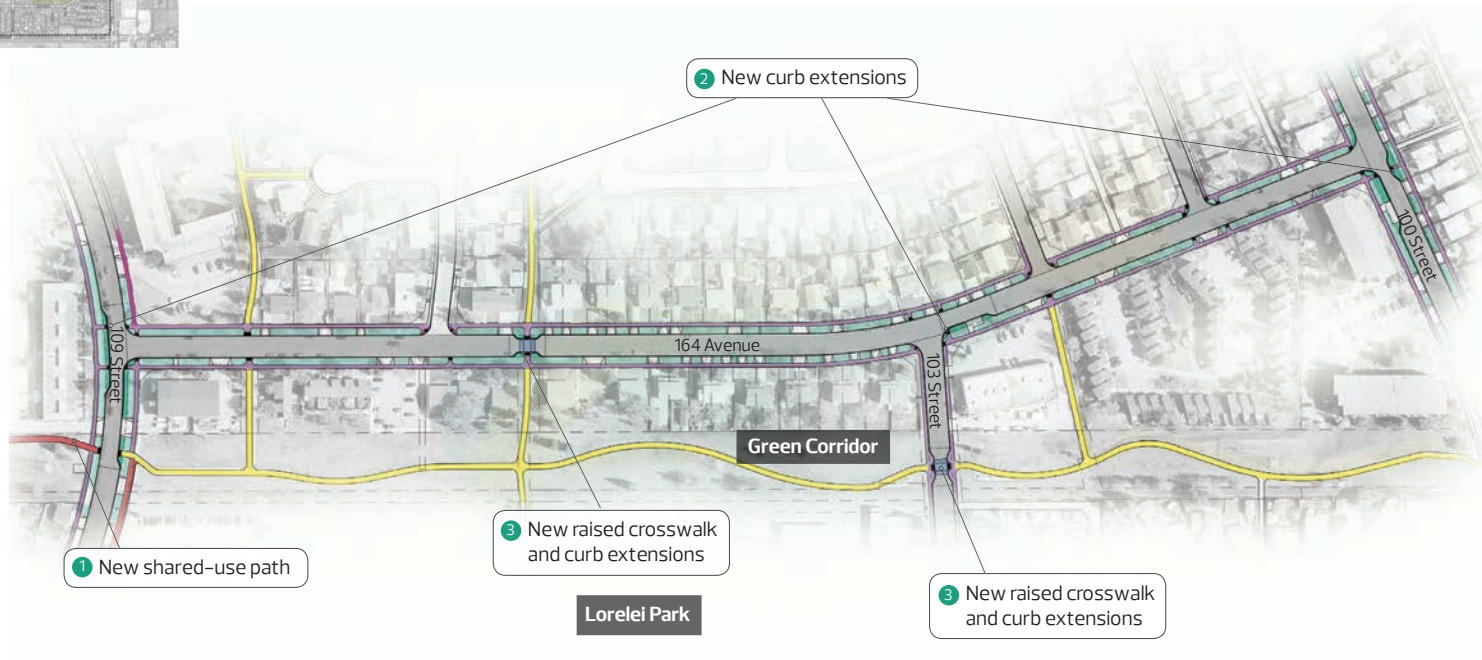 2 New curb extensions
100 Street
109 Street
164 Avenue
103 Street
Green Corridor
3 New raised crosswalk
and curb extensions
1 New shared-use path
3 New raised crosswalk
and curb extensions
Lorelei Park